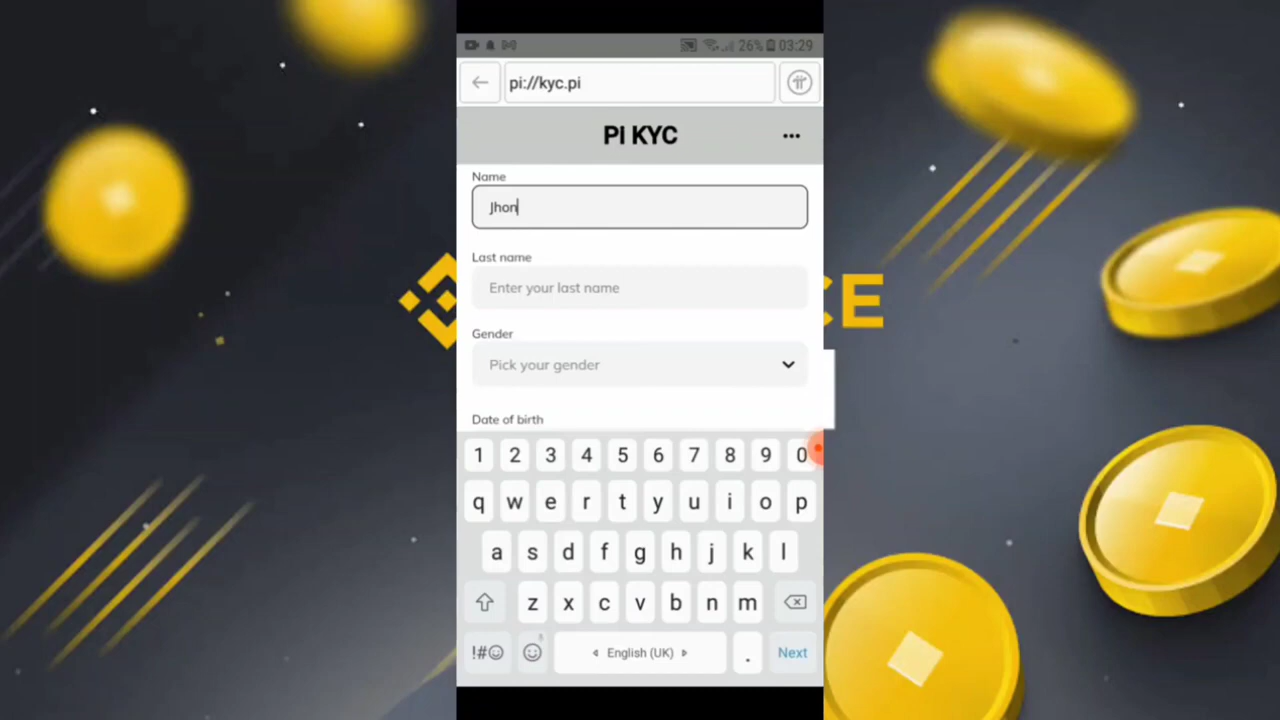 26% 03:29
pi://kyc.pi
PI KYC
Name
Jhon
Last name
Enter your last name
Gender
Pick your gender
Date of birth
1 2 3 4 5 6 7 8 9 0
q w e r t y u i o p
a s d f g h j k l
z x c v b n m
!#☺ English (UK) . Next
CE